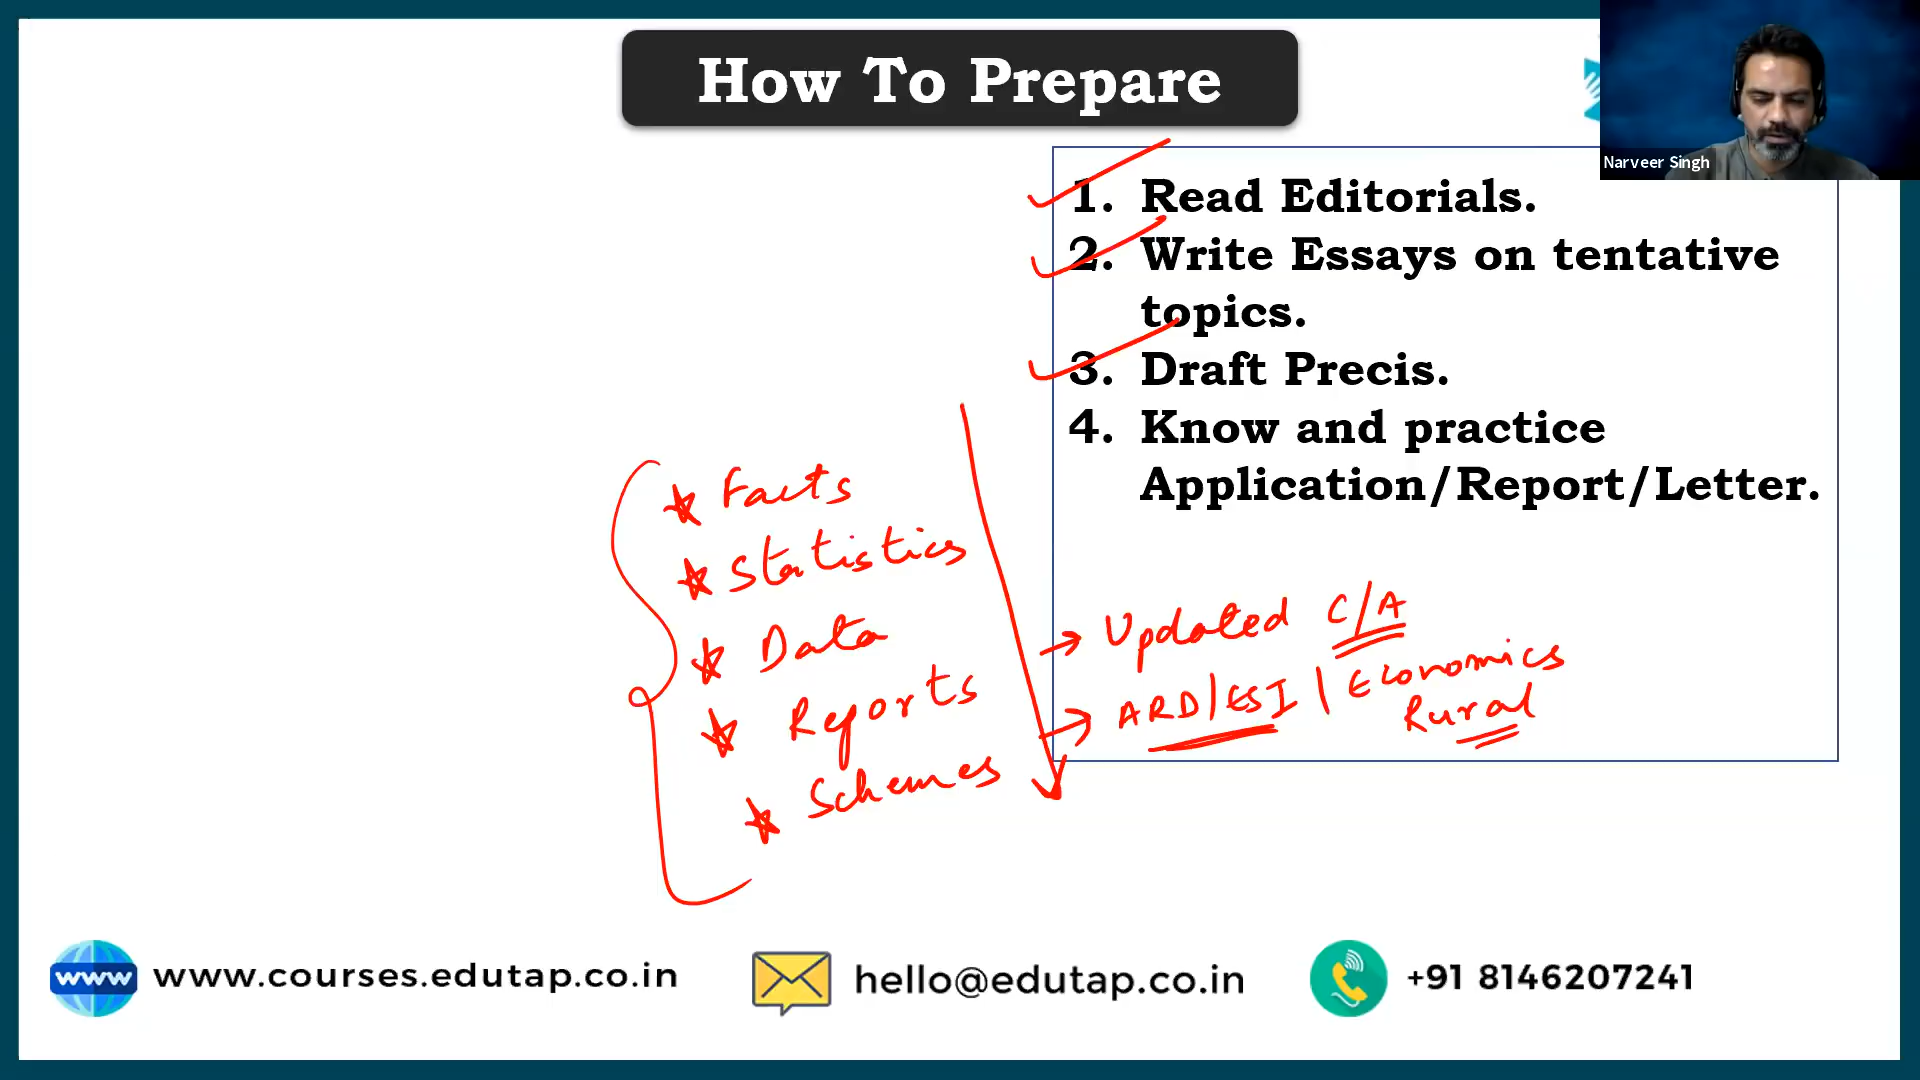 How To Prepare
Narveer Singh
1. Read Editorials.
2. Write Essays on tentative
topics.
3. Draft Precis.
4. Know and practice
Application/Report/Letter.
★ Facts
★ Statistics
★ Data
★ Reports
★ Schemes
→ Updated C/A
→ ARD/ESI / Economics
Rural
www www.courses.edutap.co.in
hello@edutap.co.in
+91 8146207241